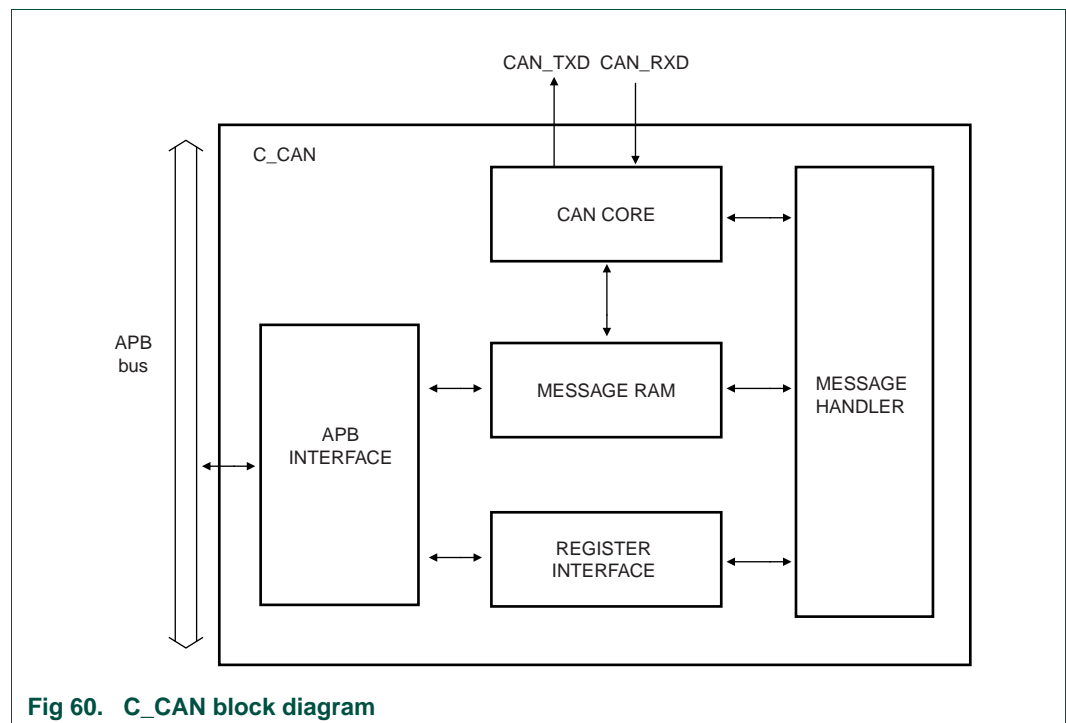 CAN_TXD CAN_RXD
C_CAN
CAN CORE
APB
bus
MESSAGE RAM
MESSAGE
HANDLER
APB
INTERFACE
REGISTER
INTERFACE
Fig 60. C_CAN block diagram